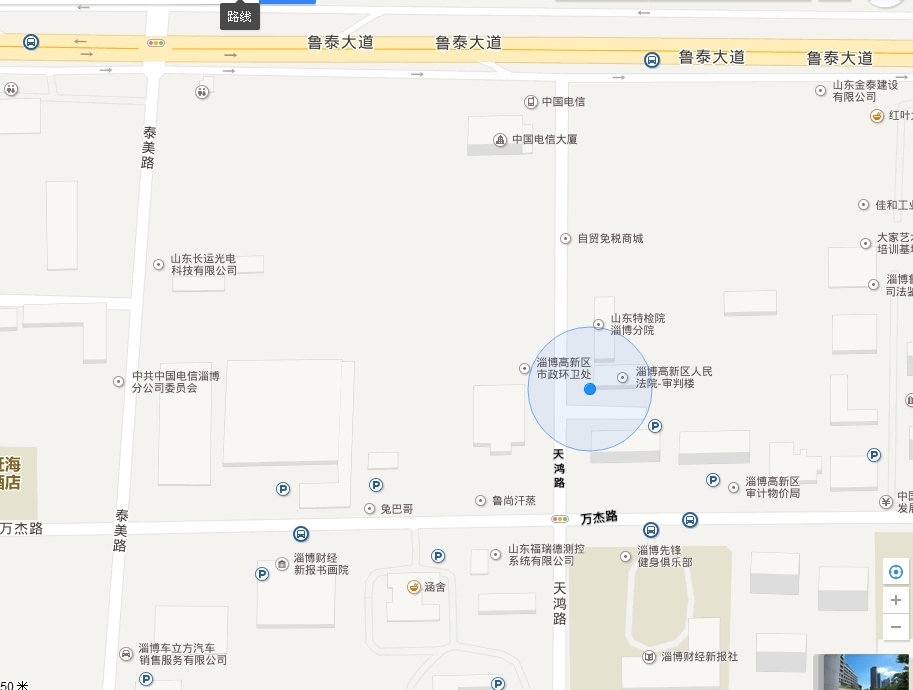 路线
鲁泰大道
鲁泰大道
鲁泰大道
鲁泰大道
山东金泰建设
有限公司
中国电信
红叶
泰美路
中国电信大厦
佳和工业
自贸免税商城
大家艺术
培训基地
山东长运光电
科技有限公司
淄博鲁
司法鉴
山东特检院
淄博分院
淄博高新区
市政环卫处
淄博高新区人民
法院-审判楼
中共中国电信淄博
分公司委员会
赶海
酒店
天鸿路
淄博高新区
审计物价局
鲁尚汗蒸
兔巴哥
中国
发展
万杰路
万杰路
泰美路
山东福瑞德测控
系统有限公司
淄博先锋
健身俱乐部
淄博财经
新报书画院
涵舍
天鸿路
淄博车立方汽车
销售服务有限公司
淄博财经新报社
50 米